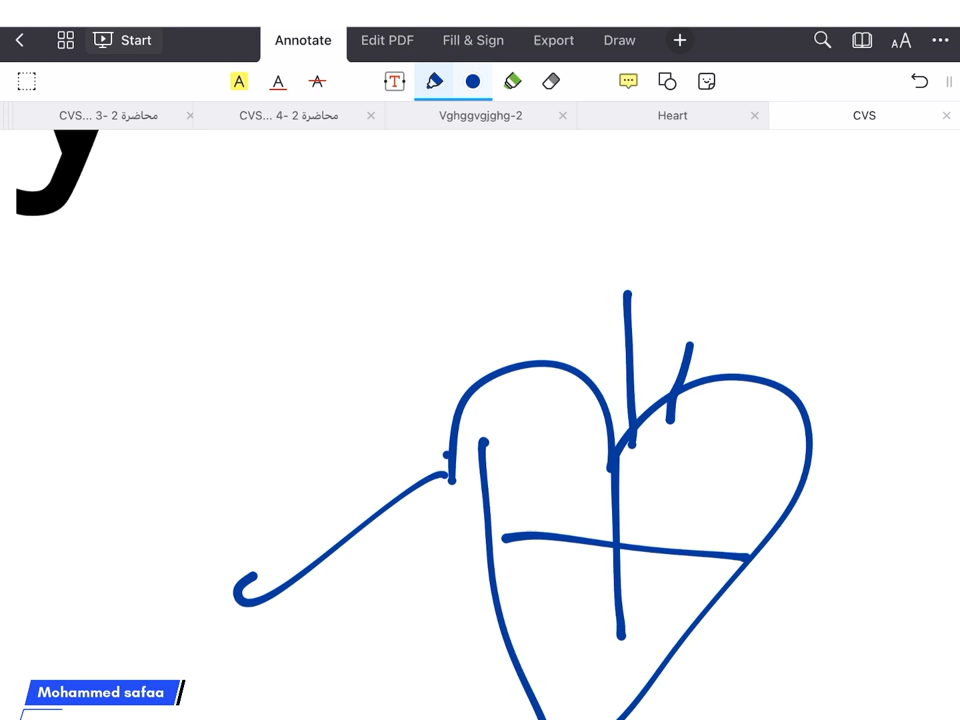 Start
Annotate
Edit PDF
Fill & Sign
Export
Draw
CVS... محاضرة 2 -3
CVS... محاضرة 2 -4
Vghggvgjghg-2
Heart
CVS
y
Mohammed safaa